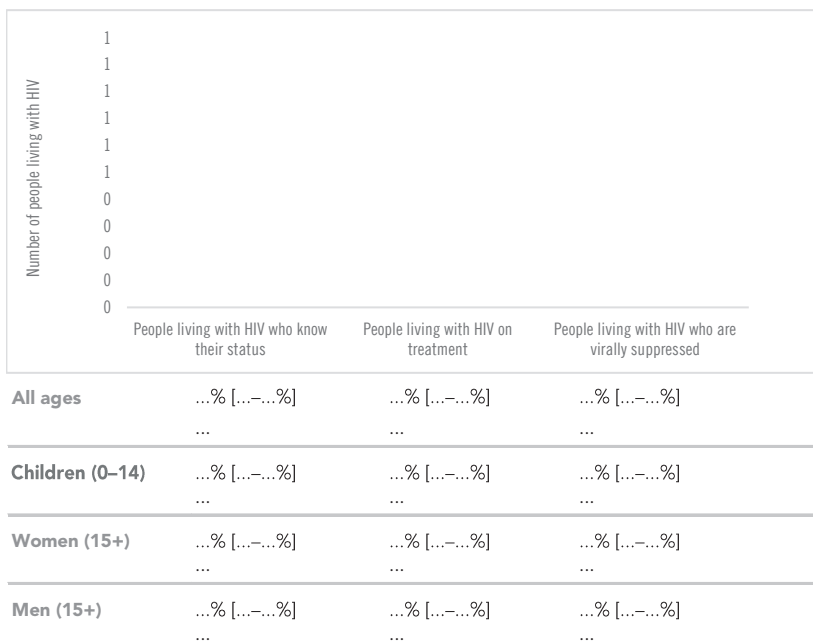 Number of people living with HIV
1
1
1
1
1
1
0
0
0
0
0
People living with HIV who know
their status
People living with HIV on
treatment
People living with HIV who are
virally suppressed
All ages ...% [...–...%] ...% [...–...%] ...% [...–...%]
... ... ...
Children (0–14) ...% [...–...%] ...% [...–...%] ...% [...–...%]
... ... ...
Women (15+) ...% [...–...%] ...% [...–...%] ...% [...–...%]
... ... ...
Men (15+) ...% [...–...%] ...% [...–...%] ...% [...–...%]
... ... ...